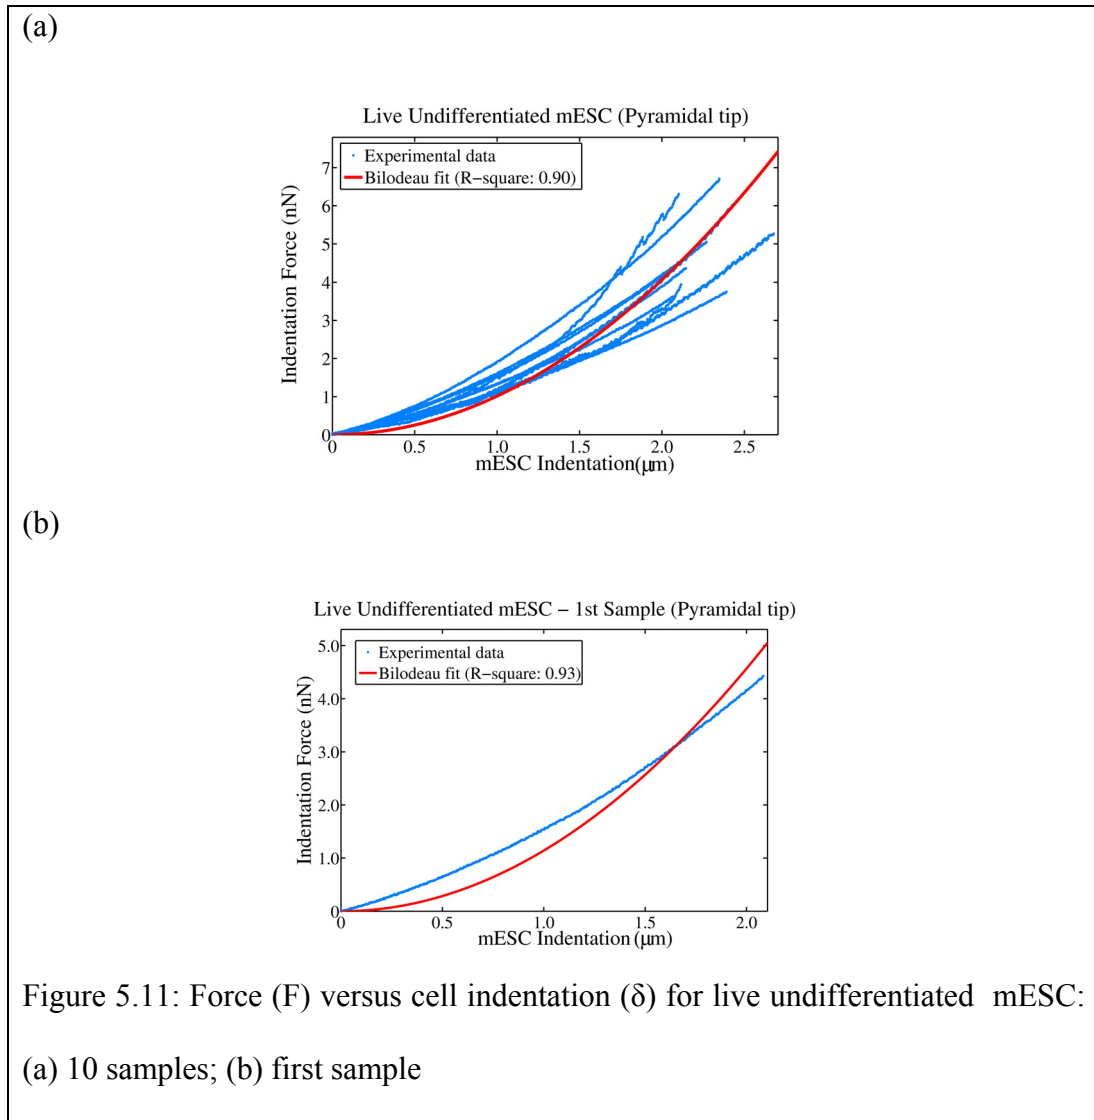 (a)
Live Undifferentiated mESC (Pyramidal tip)
Experimental data
Bilodeau fit (R−square: 0.90)
Indentation Force (nN)
7
6
5
4
3
2
1
0
0 0.5 1.0 1.5 2.0 2.5
mESC Indentation(μm)
(b)
Live Undifferentiated mESC − 1st Sample (Pyramidal tip)
Experimental data
Bilodeau fit (R−square: 0.93)
Indentation Force (nN)
5.0
4.0
3.0
2.0
1.0
0
0 0.5 1.0 1.5 2.0
mESC Indentation (μm)
Figure 5.11: Force (F) versus cell indentation (δ) for live undifferentiated mESC:
(a) 10 samples; (b) first sample